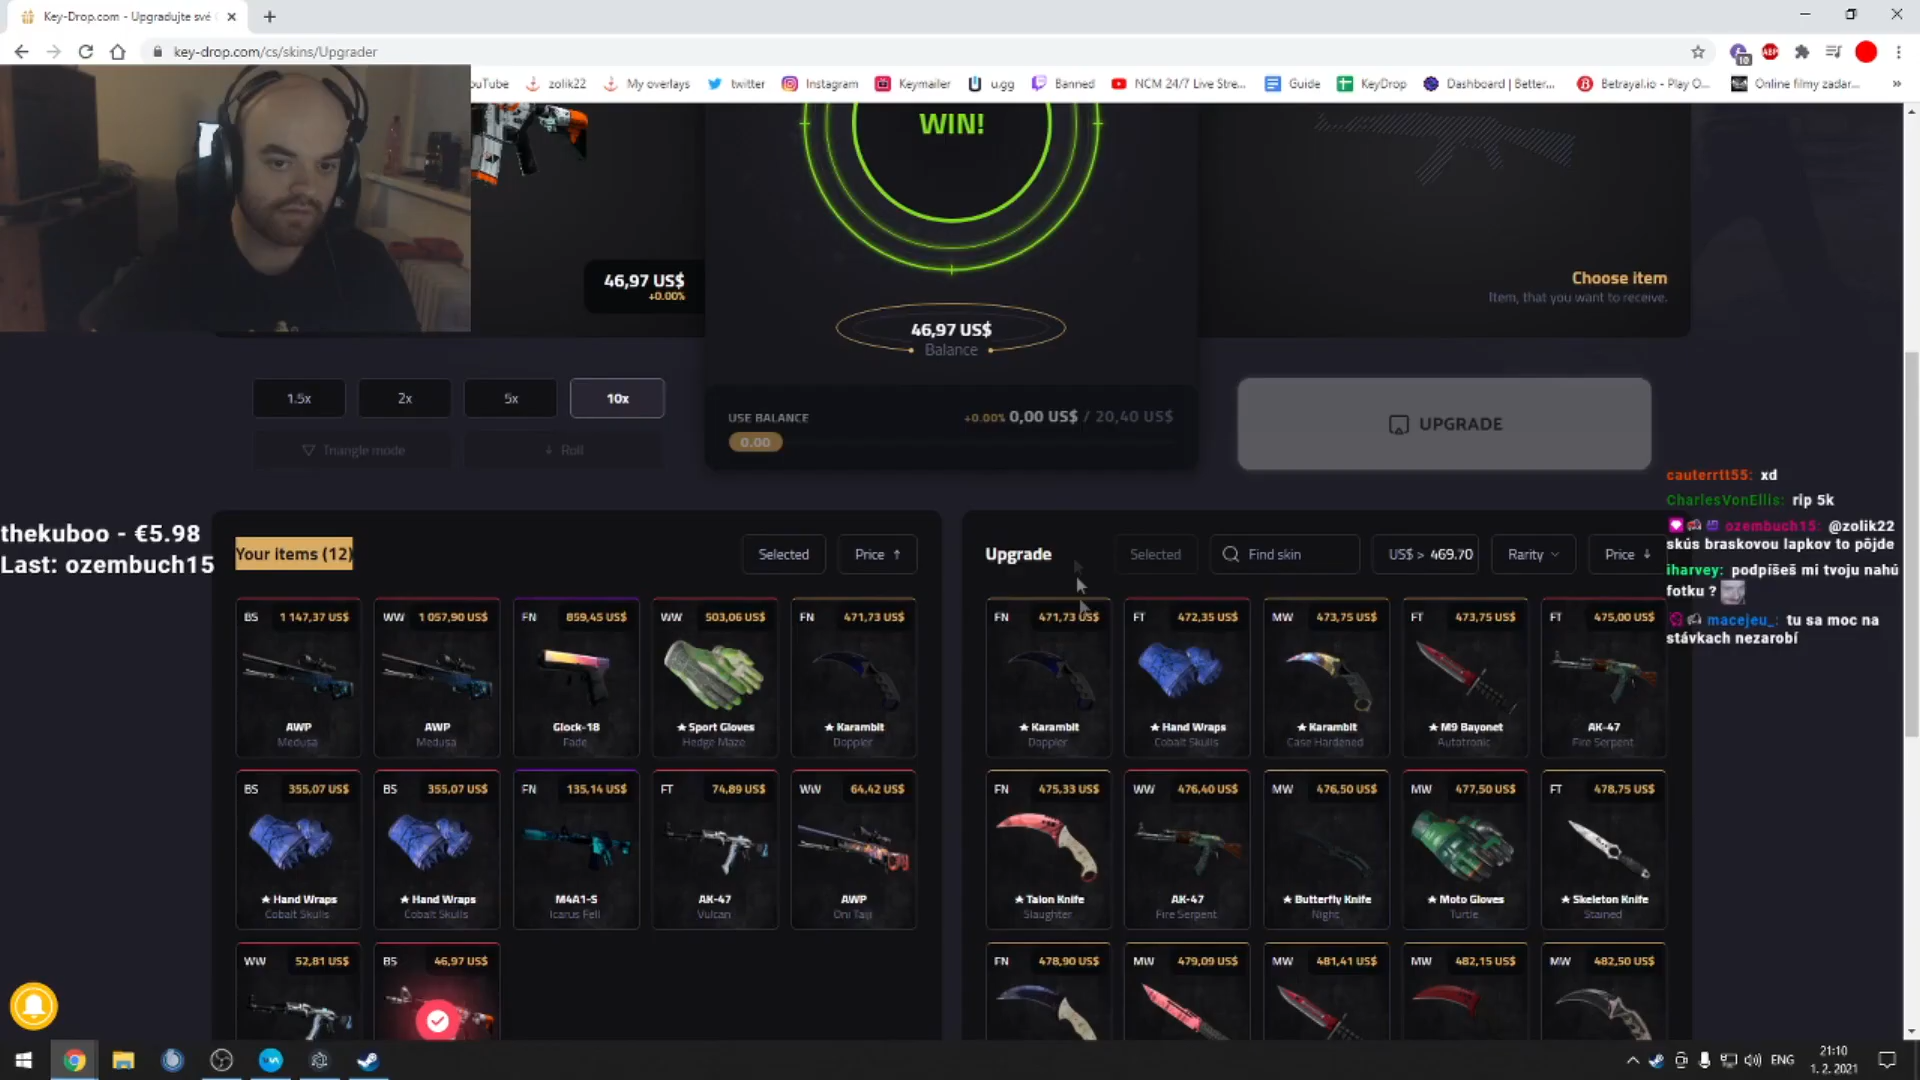 Key-Drop.com - Upgradujte své
key-drop.com/cs/skins/Upgrader
10
ABP
ouTube
zolik22
My overlays
twitter
Instagram
Keymailer
u.gg
Banned
NCM 24/7 Live Stre...
Guide
KeyDrop
Dashboard | Better...
Betrayal.io - Play O...
Online filmy zadar...
»
WIN!
46,97 US$
+0.00%
Choose item
Item, that you want to receive.
46,97 US$
Balance
1.5x
2x
5x
10x
USE BALANCE
+0.00% 0,00 US$ / 20,40 US$
0.00
UPGRADE
Triangle mode
Roll
cauterrtt55: xd
CharlesVonEllis: rip 5k
ozembuch15: @zolik22
skús braskovou lapkov to pôjde
iharvey: podpíšeš mi tvoju nahú
fotku ?
macejeu_: tu sa moc na
stávkach nezarobí
thekuboo - €5.98
Last: ozembuch15
Your items (12)
Selected
Price ↑
Upgrade
Selected
Find skin
US$ > 469.70
Rarity
Price ↓
BS 1 147,37 US$
WW 1 057,90 US$
FN 859,45 US$
WW 503,06 US$
FN 471,73 US$
AWP
Medusa
AWP
Medusa
Glock-18
Fade
★ Sport Gloves
Hedge Maze
★ Karambit
Doppler
BS 355,07 US$
BS 355,07 US$
FN 135,14 US$
FT 74,89 US$
WW 64,42 US$
★ Hand Wraps
Cobalt Skulls
★ Hand Wraps
Cobalt Skulls
M4A1-S
Icarus Fell
AK-47
Vulcan
AWP
Oni Taiji
WW 52,81 US$
BS 46,97 US$
FN 471,73 US$
FT 472,35 US$
MW 473,75 US$
FT 473,75 US$
FT 475,00 US$
★ Karambit
Doppler
★ Hand Wraps
Cobalt Skulls
★ Karambit
Case Hardened
★ M9 Bayonet
Autotronic
AK-47
Fire Serpent
FN 475,33 US$
WW 476,40 US$
MW 476,50 US$
MW 477,50 US$
FT 478,75 US$
★ Talon Knife
Slaughter
AK-47
Fire Serpent
★ Butterfly Knife
Night
★ Moto Gloves
Turtle
★ Skeleton Knife
Stained
FN 478,90 US$
MW 479,09 US$
MW 481,41 US$
MW 482,15 US$
MW 482,50 US$
ENG
21:10
1. 2. 2021